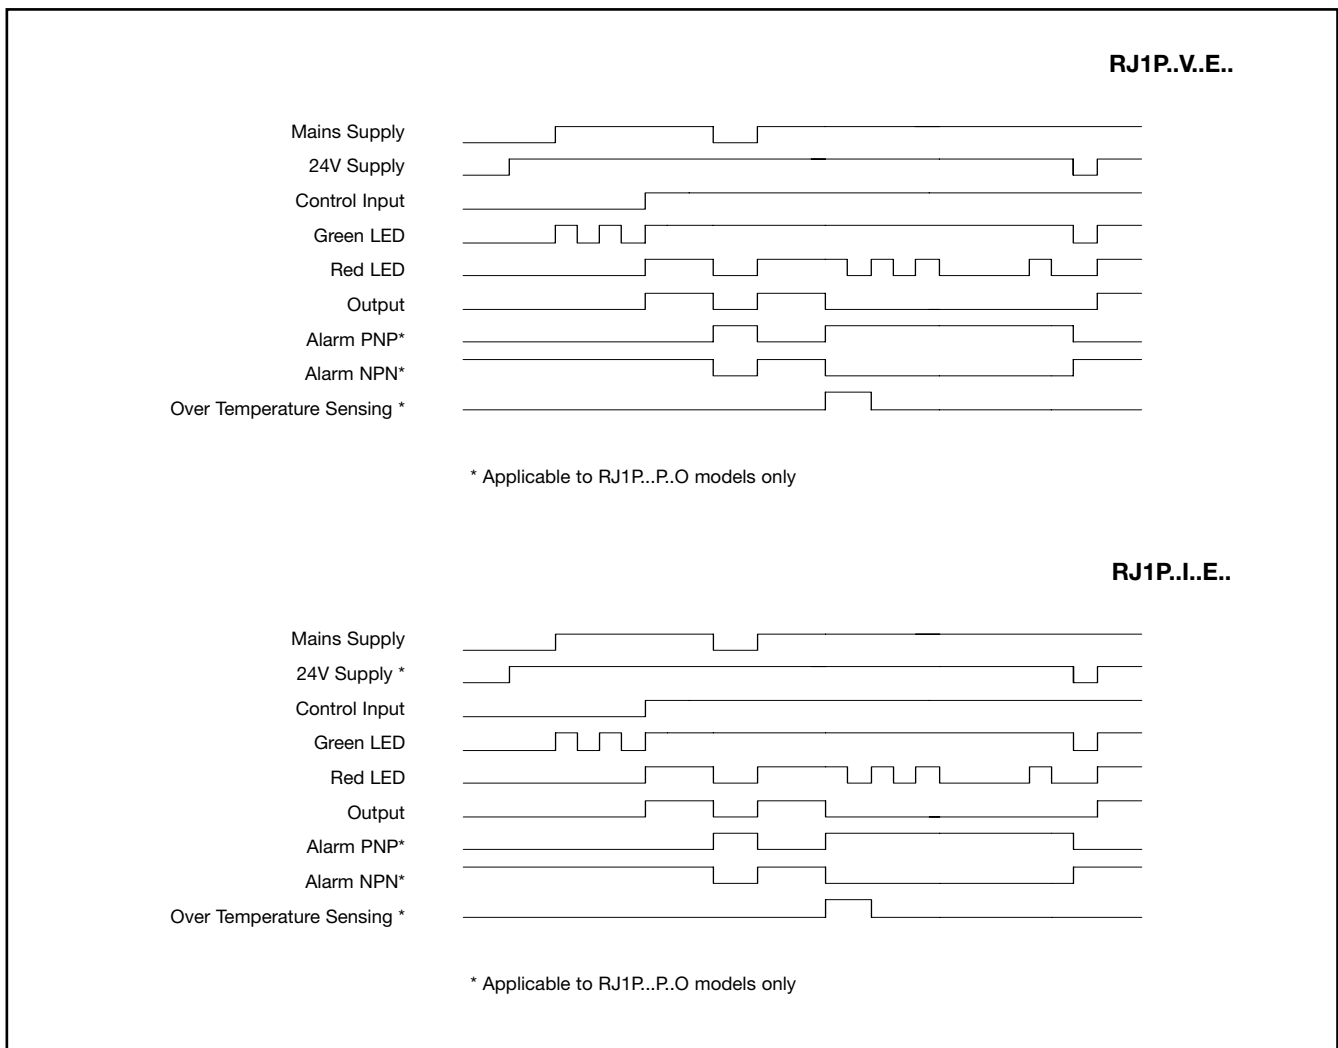 RJ1P..V..E..
Mains Supply
24V Supply
Control Input
Green LED
Red LED
Output
Alarm PNP*
Alarm NPN*
Over Temperature Sensing *
* Applicable to RJ1P...P..O models only
RJ1P..I..E..
Mains Supply
24V Supply *
Control Input
Green LED
Red LED
Output
Alarm PNP*
Alarm NPN*
Over Temperature Sensing *
* Applicable to RJ1P...P..O models only